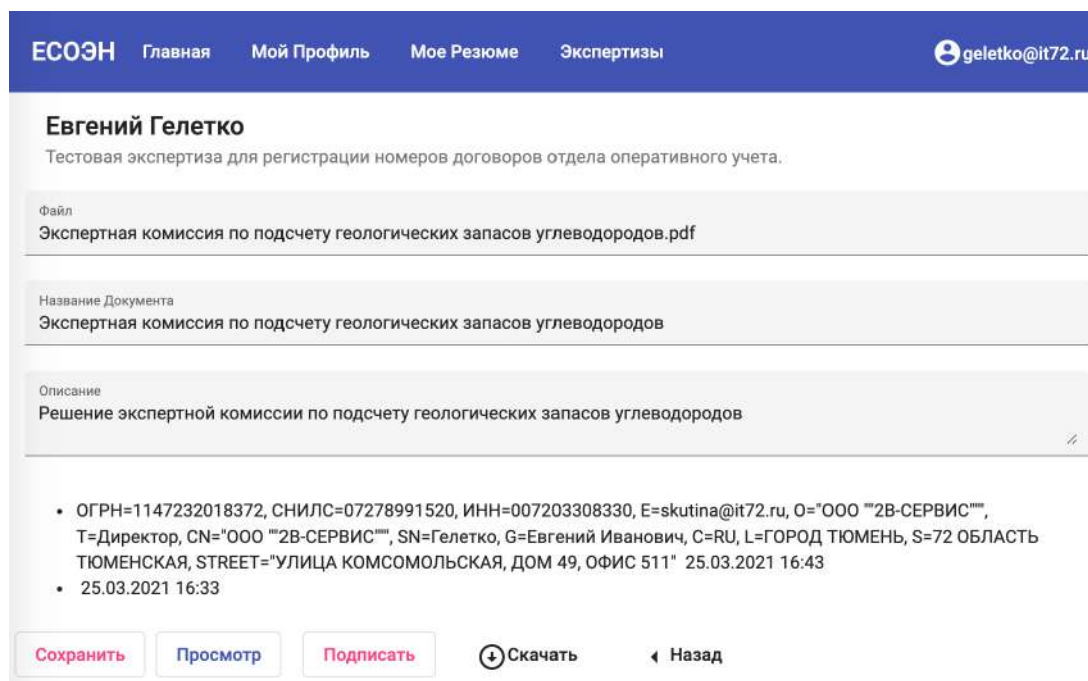 ЕСОЭН Главная Мой Профиль Мое Резюме Экспертизы geletko@it72.ru
Евгений Гелетко
Тестовая экспертиза для регистрации номеров договоров отдела оперативного учета.
Файл
Экспертная комиссия по подсчету геологических запасов углеводородов.pdf
Название Документа
Экспертная комиссия по подсчету геологических запасов углеводородов
Описание
Решение экспертной комиссии по подсчету геологических запасов углеводородов
• ОГРН=1147232018372, СНИЛС=07278991520, ИНН=007203308330, E=skutina@it72.ru, O="ООО ""2В-СЕРВИС""",
T=Директор, CN="ООО ""2В-СЕРВИС""", SN=Гелетко, G=Евгений Иванович, C=RU, L=ГОРОД ТЮМЕНЬ, S=72 ОБЛАСТЬ
ТЮМЕНСКАЯ, STREET="УЛИЦА КОМСОМОЛЬСКАЯ, ДОМ 49, ОФИС 511" 25.03.2021 16:43
• 25.03.2021 16:33
Сохранить Просмотр Подписать Скачать Назад